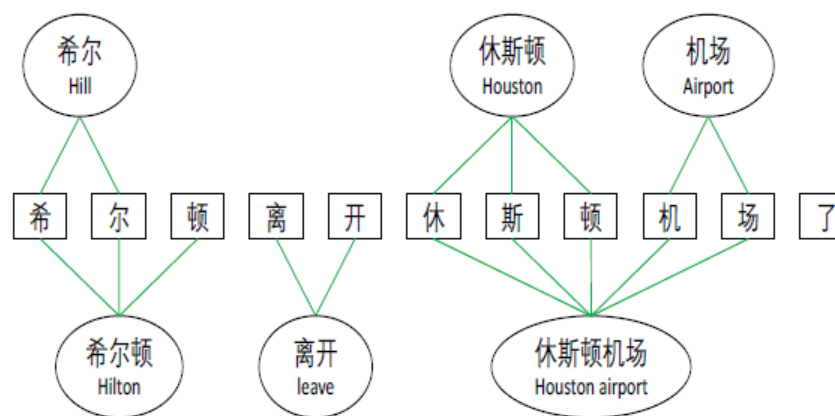 希尔
Hill
休斯顿
Houston
机场
Airport
希 尔 顿 离 开 休 斯 顿 机 场 了
希尔顿
Hilton
离开
leave
休斯顿机场
Houston airport